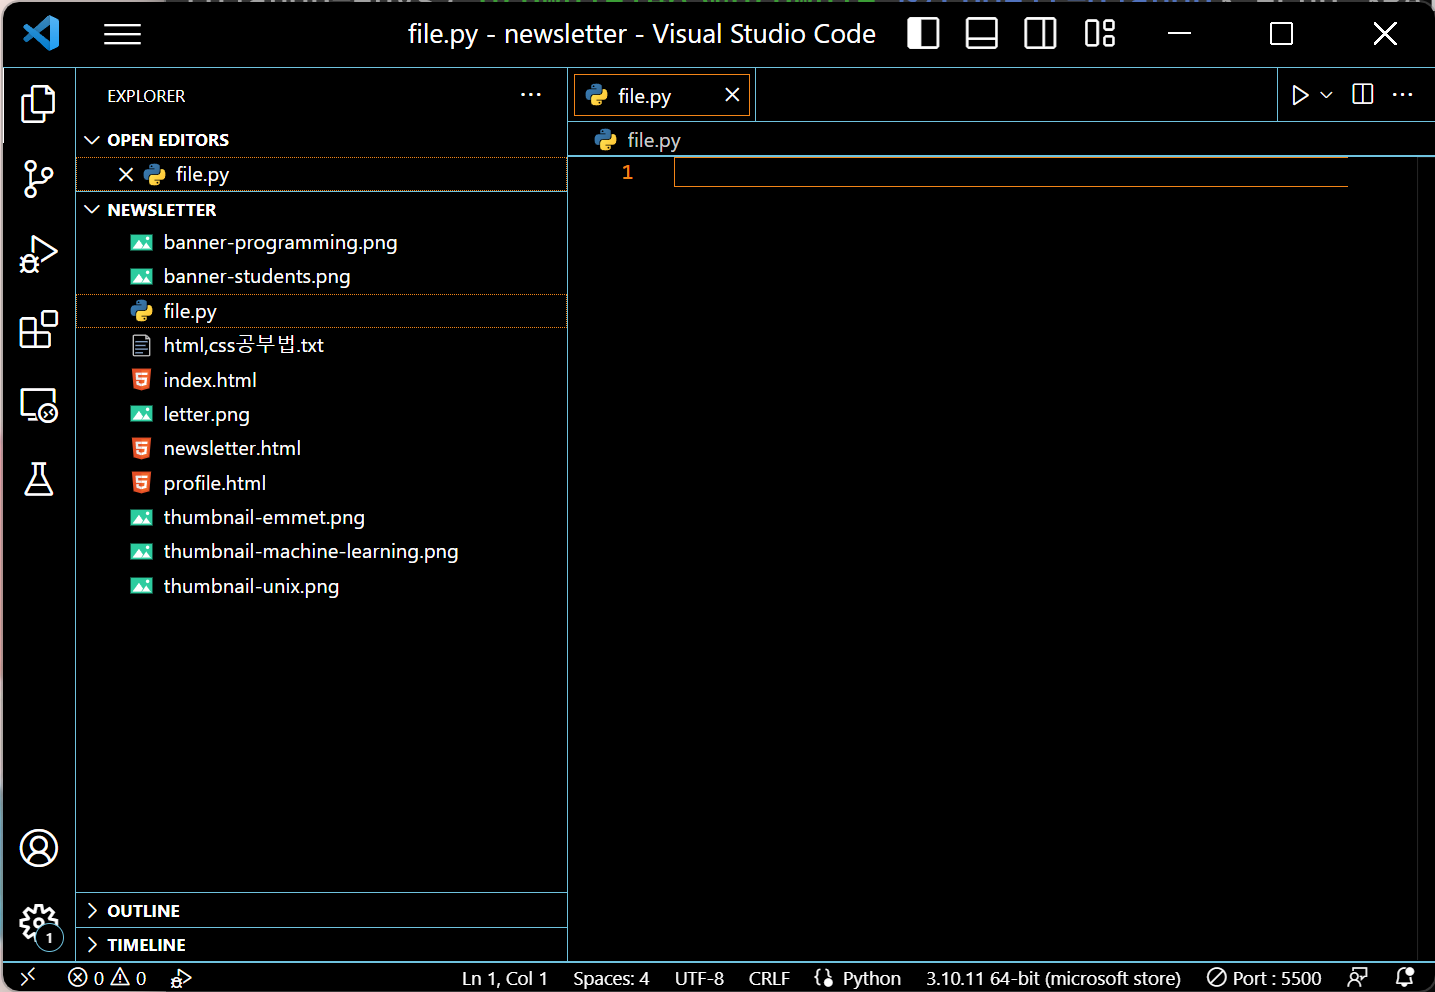 file.py - newsletter - Visual Studio Code
EXPLORER
OPEN EDITORS
file.py
NEWSLETTER
banner-programming.png
banner-students.png
file.py
html,css공부법.txt
index.html
letter.png
newsletter.html
profile.html
thumbnail-emmet.png
thumbnail-machine-learning.png
thumbnail-unix.png
OUTLINE
TIMELINE
1
file.py
file.py
1
0 0
Ln 1, Col 1 Spaces: 4 UTF-8 CRLF Python 3.10.11 64-bit (microsoft store) Port : 5500